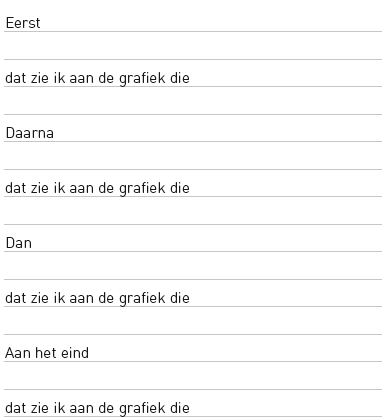 Eerst
dat zie ik aan de grafiek die
Daarna
dat zie ik aan de grafiek die
Dan
dat zie ik aan de grafiek die
Aan het eind
dat zie ik aan de grafiek die